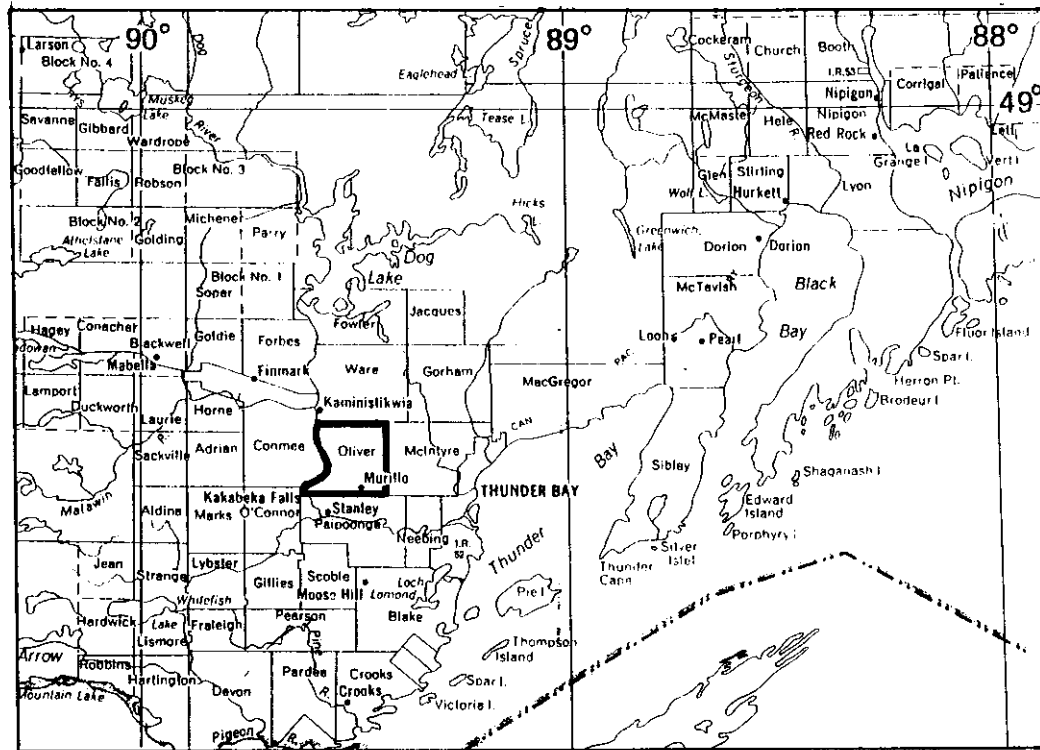 90°
89°
88°
Larson
Block No. 4
Dog
Spruce
Cockeram
Church
Booth
Eaglehead L.
Sturgeon
I.R.53
Corrigal
Patience
Nipigon
49°
Muskeg
Lake
Savanne
Gibbard
River
Tease L.
McMaster
Hele
R.
Nipigon
Red Rock
Wardrope
La
Grange I
Vert I
Goodfellow
Block No. 3
Glen
Stirling
Fallis
Robson
Wolf L.
Hurkett
Lyon
Nipigon
Block No. 2
Michener
Hicks
L.
Athelstane
Lake
Golding
Parry
Greenwich
Lake
Dorion
Dorion
Dog
Lake
Block No. 1
Soper
McTavish
Black
Jacques
Bay
Hagey
Conacher
Goldie
Fowler
Fluor Island
Blackwell
Forbes
Loon
Pearl
Mabella
Spar I.
Finmark
Ware
Gorham
PAC.
MacGregor
Herron Pt.
Lamport
Brodeur I
Duckworth
Horne
Kaministikwia
Laurie
CAN
Adrian
Conmee
Oliver
McIntyre
Bay
Sackville
Sibley
Shaganash I
Murillo
THUNDER BAY
Kakabeka Falls
Edward
Island
Malawin
Aldina
Marks
O'Connor
Stanley
Paipoonge
Porphyry I
Neebing
I.R.
52
Thunder
Silver
Islet
Jean
Strange
Lybster
Thunder
Cape
Gillies
Scoble
Moose Hill
Loch
Lomond
Pie I
Whitefish
Blake
Lake
Hardwick
Lismore
Fraleigh
Pearson
Pine
Thompson
Island
Arrow
Robbins
Pardee
Crooks
Mountain Lake
Hartington
Devon
R.
Crooks
Spar I.
Victoria I.
Pigeon
R.